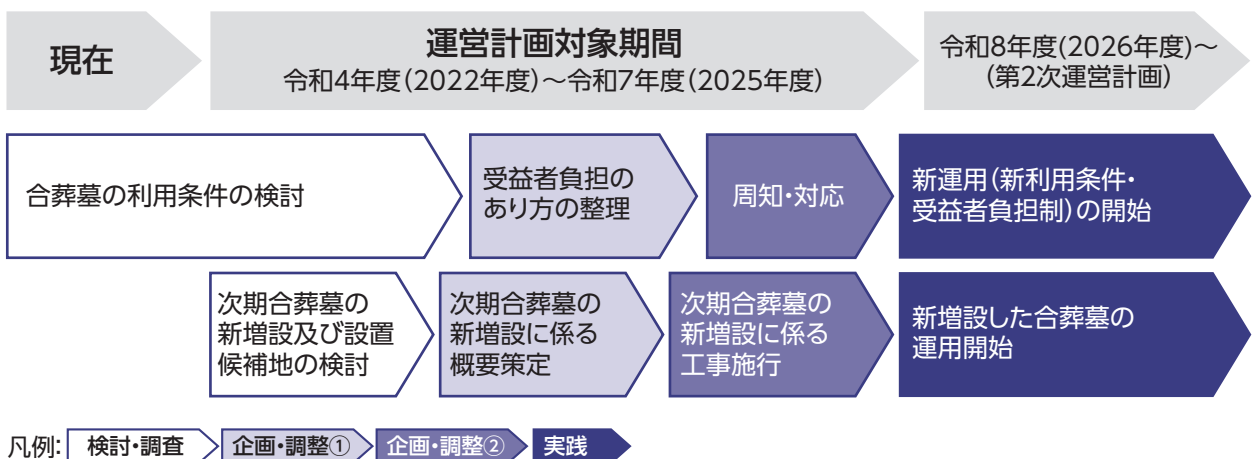 現在
運営計画対象期間
令和4年度(2022年度)～令和7年度(2025年度)
令和8年度(2026年度)～
(第2次運営計画)
合葬墓の利用条件の検討
受益者負担の
あり方の整理
周知・対応
新運用(新利用条件・
受益者負担制)の開始
次期合葬墓の
新増設及び設置
候補地の検討
次期合葬墓の
新増設に係る
概要策定
次期合葬墓の
新増設に係る
工事施行
新増設した合葬墓の
運用開始
凡例: 検討・調査 企画・調整① 企画・調整② 実践